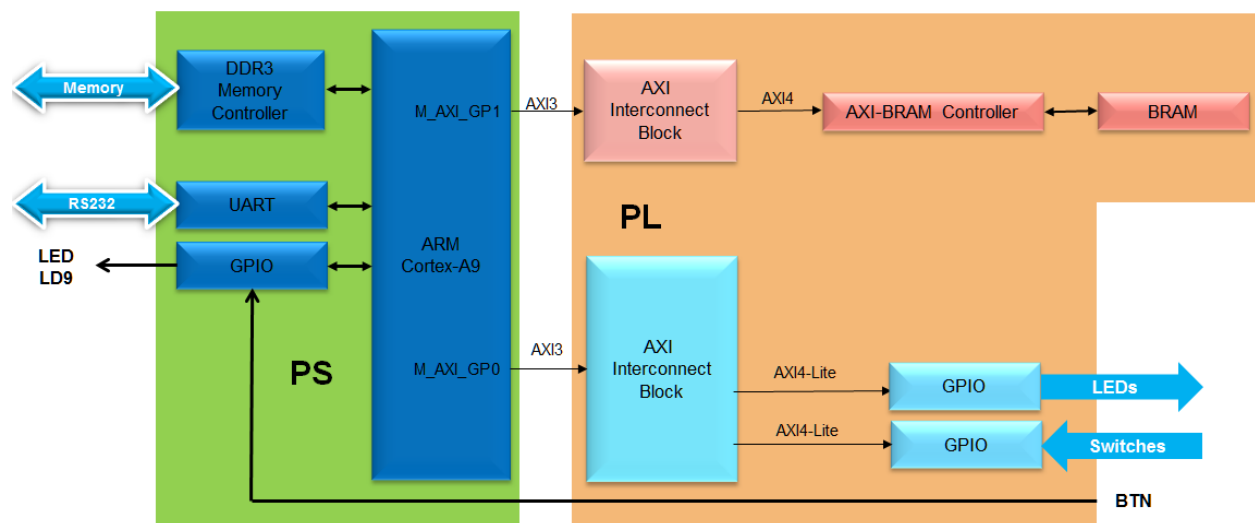 Memory
DDR3
Memory
Controller
M_AXI_GP1
AXI3
AXI
Interconnect
Block
AXI4
AXI-BRAM Controller
BRAM
RS232
UART
PL
LED
LD9
GPIO
ARM
Cortex-A9
PS
M_AXI_GP0
AXI3
AXI
Interconnect
Block
AXI4-Lite
GPIO
LEDs
AXI4-Lite
GPIO
Switches
BTN